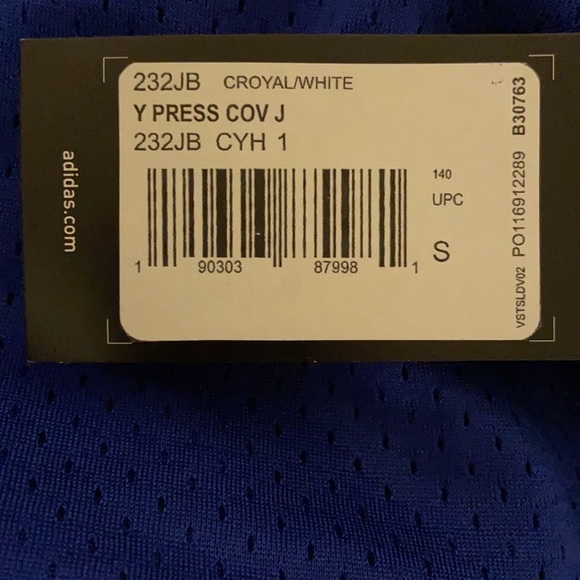 232JB CROYAL/WHITE
Y PRESS COV J
232JB CYH 1
140
UPC
S
1 90303 87998 1
VSTSLDV02 PO116912289 B30763
adidas.com